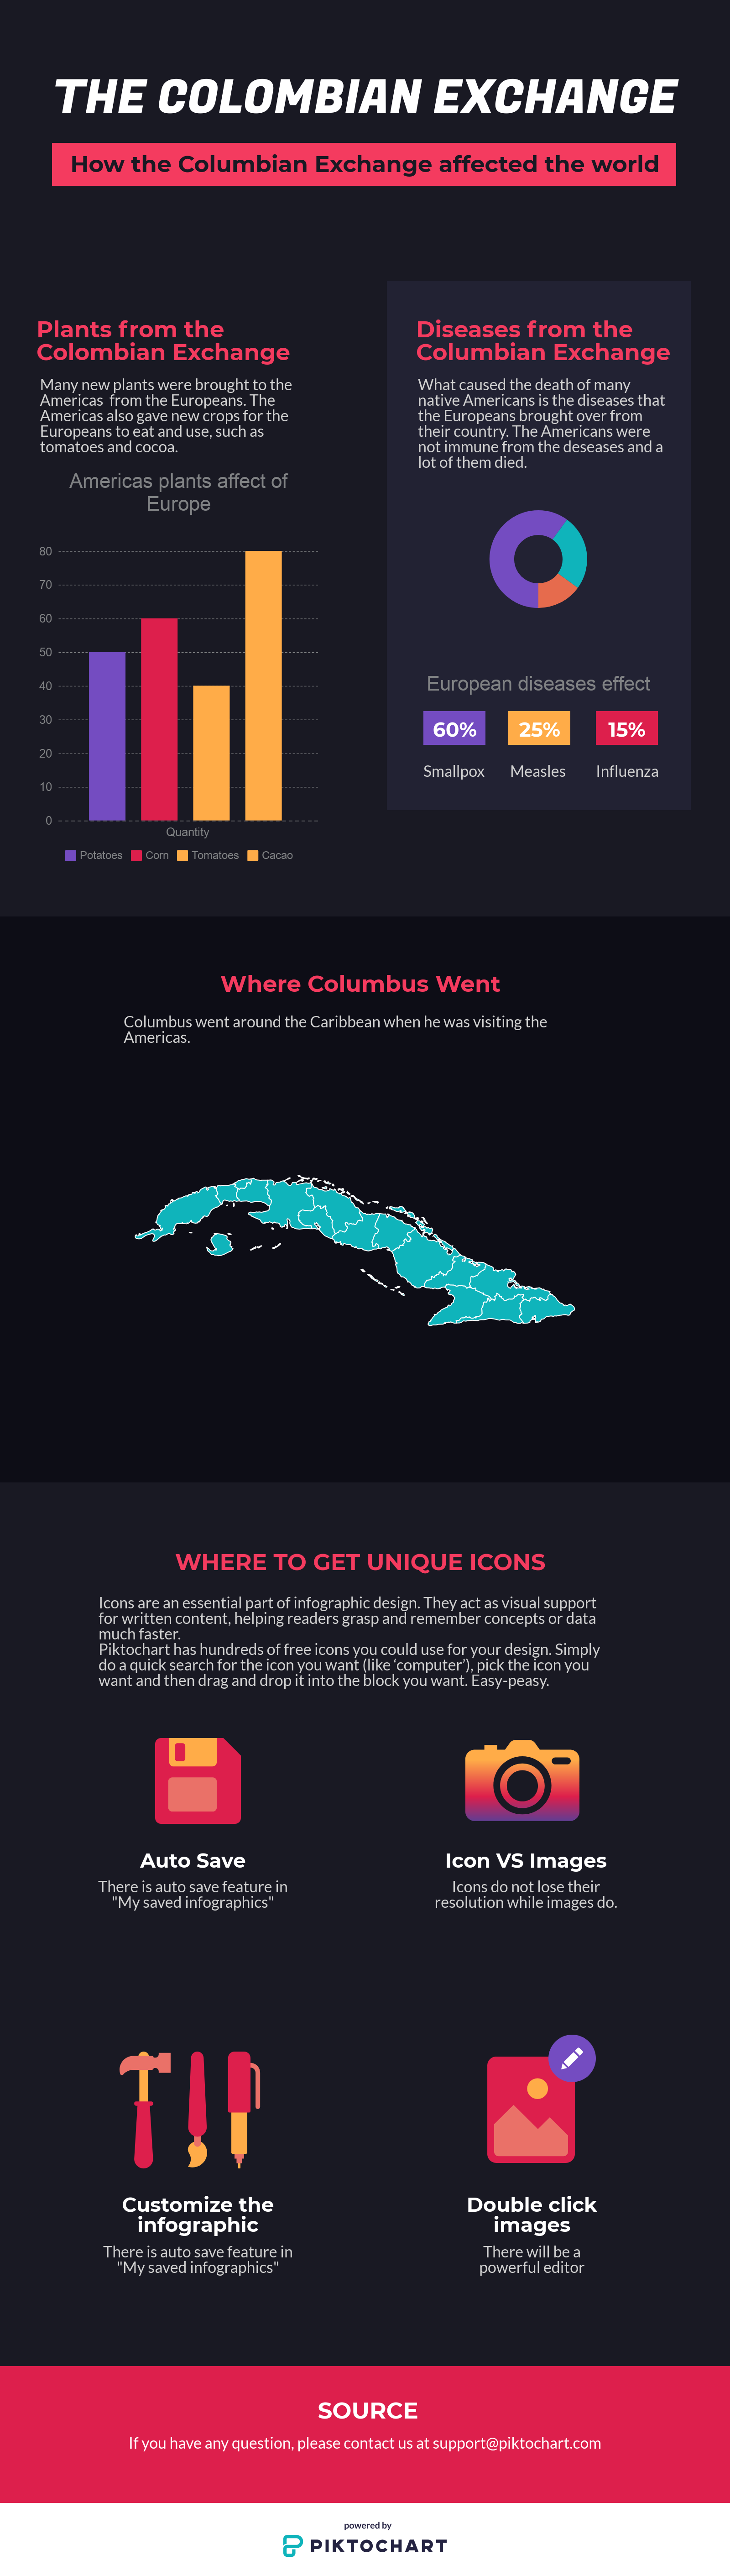 THE COLOMBIAN EXCHANGE
How the Columbian Exchange affected the world
Plants from the
Colombian Exchange
Many new plants were brought to the
Americas from the Europeans. The
Americas also gave new crops for the
Europeans to eat and use, such as
tomatoes and cocoa.
Americas plants affect of
Europe
80
70
60
50
40
30
20
10
0
Quantity
Potatoes Corn Tomatoes Cacao
Diseases from the
Columbian Exchange
What caused the death of many
native Americans is the diseases that
the Europeans brought over from
their country. The Americans were
not immune from the deseases and a
lot of them died.
European diseases effect
60% 25% 15%
Smallpox Measles Influenza
Where Columbus Went
Columbus went around the Caribbean when he was visiting the
Americas.
WHERE TO GET UNIQUE ICONS
Icons are an essential part of infographic design. They act as visual support
for written content, helping readers grasp and remember concepts or data
much faster.
Piktochart has hundreds of free icons you could use for your design. Simply
do a quick search for the icon you want (like ‘computer’), pick the icon you
want and then drag and drop it into the block you want. Easy-peasy.
Auto Save
There is auto save feature in
"My saved infographics"
Icon VS Images
Icons do not lose their
resolution while images do.
Customize the
infographic
There is auto save feature in
"My saved infographics"
Double click
images
There will be a
powerful editor
SOURCE
If you have any question, please contact us at support@piktochart.com
powered by
PIKTOCHART